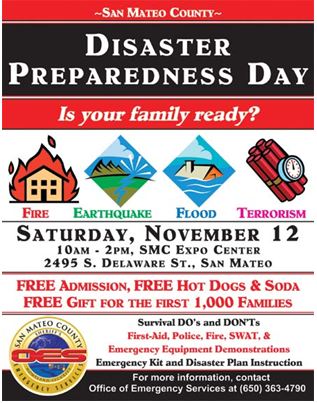 ~SAN MATEO COUNTY~
DISASTER
PREPAREDNESS DAY
Is your family ready?
FIRE EARTHQUAKE FLOOD TERRORISM
SATURDAY, NOVEMBER 12
10AM - 2PM, SMC EXPO CENTER
2495 S. DELAWARE ST., SAN MATEO
FREE ADMISSION, FREE HOT DOGS & SODA
FREE GIFT FOR THE FIRST 1,000 FAMILIES
Survival DO's and DON'Ts
First-Aid, Police, Fire, SWAT, &
Emergency Equipment Demonstrations
Emergency Kit and Disaster Plan Instruction
For more information, contact
Office of Emergency Services at (650) 363-4790
SAN MATEO COUNTY
SHERIFF'S
OES
EMERGENCY SERVICES